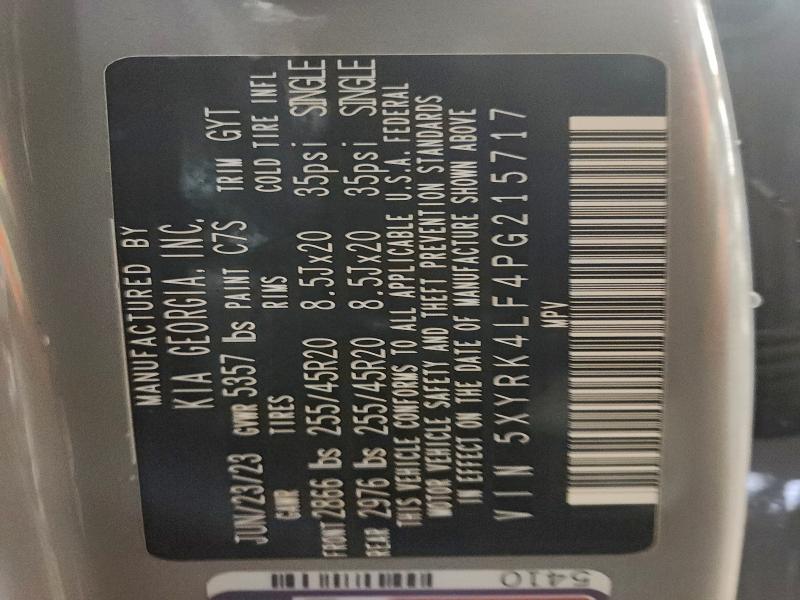 MANUFACTURED BY
KIA GEORGIA, INC.
JUN/23/23 GVWR 5357 lbs PAINT C7S TRIM GYT
GAWR TIRES RIMS COLD TIRE INFL
FRONT 2866 lbs 255/45R20 8.5Jx20 35psi SINGLE
REAR 2976 lbs 255/45R20 8.5Jx20 35psi SINGLE
THIS VEHICLE CONFORMS TO ALL APPLICABLE U.S.A. FEDERAL
MOTOR VEHICLE SAFETY AND THEFT PREVENTION STANDARDS
IN EFFECT ON THE DATE OF MANUFACTURE SHOWN ABOVE
VIN 5XYRK4LF4PG215717
MPV
5410